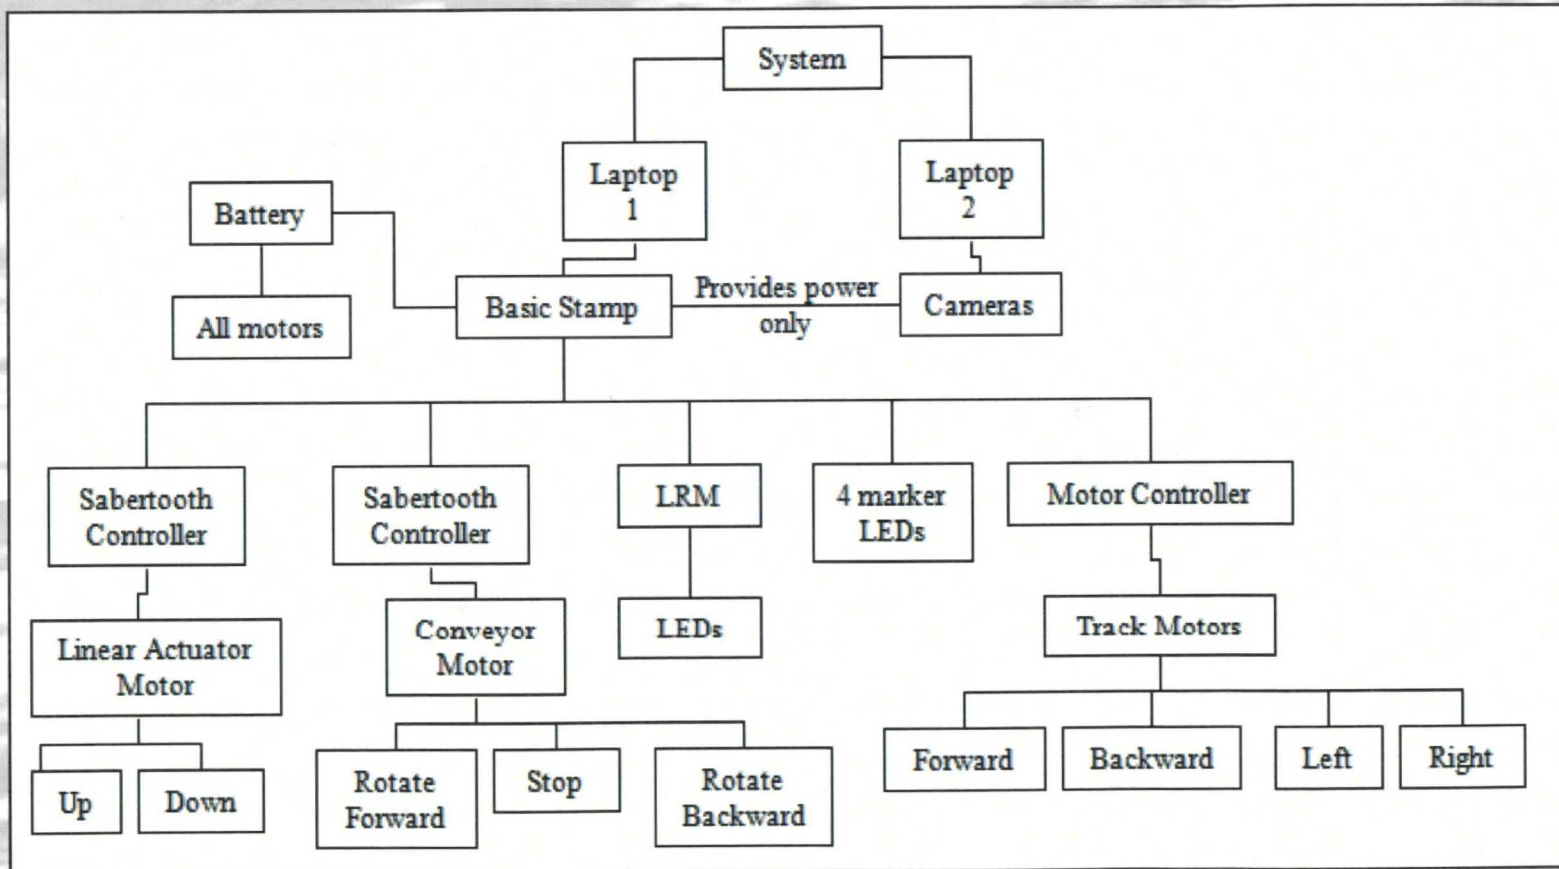 System
Laptop
1
Laptop
2
Battery
All motors
Basic Stamp
Provides power
only
Cameras
Sabertooth
Controller
Sabertooth
Controller
LRM
4 marker
LEDs
Motor Controller
Linear Actuator
Motor
Conveyor
Motor
LEDs
Track Motors
Up
Down
Rotate
Forward
Stop
Rotate
Backward
Forward
Backward
Left
Right